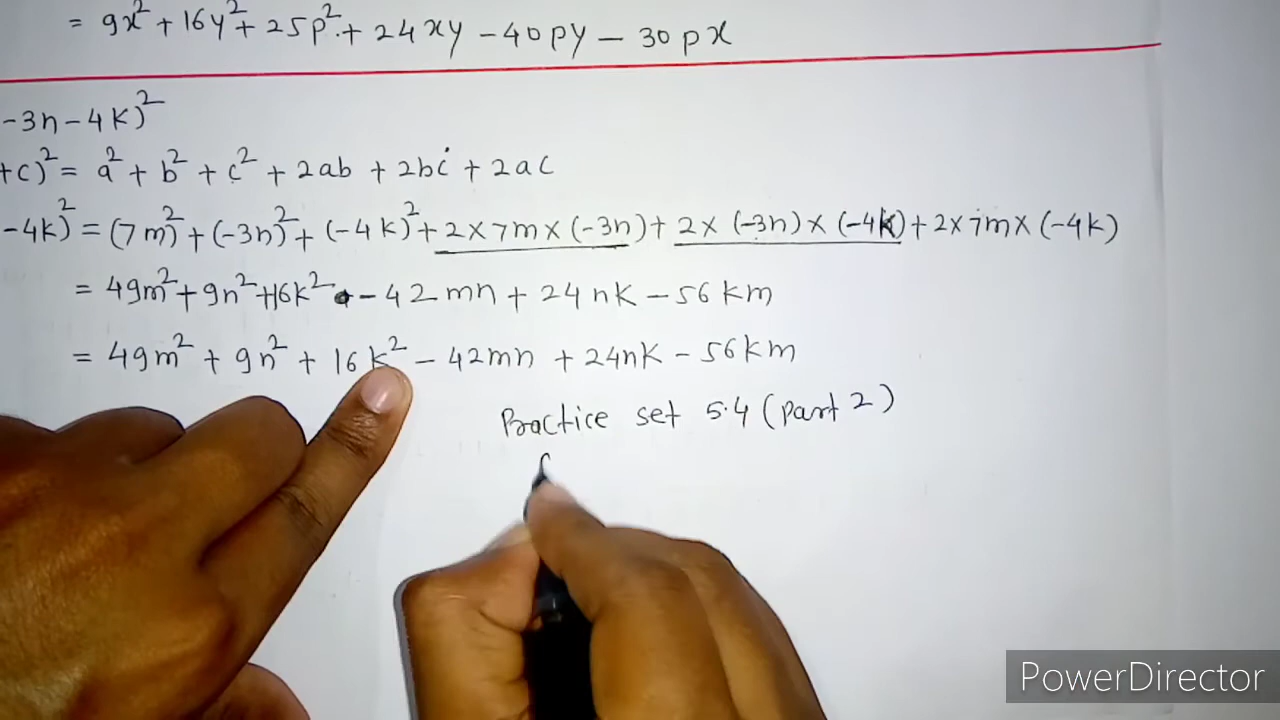 = 9x² + 16y² + 25p² + 24xy - 40py - 30px
-3n - 4k)²
+c)² = a² + b² + c² + 2ab + 2bc + 2ac
-4k)² = (7m)² + (-3n)² + (-4k)² + 2 x 7m x (-3n) + 2 x (-3n) x (-4k) + 2 x 7m x (-4k)
= 49m² + 9n² + 16k² - 42mn + 24nk - 56km
= 49m² + 9n² + 16k² - 42mn + 24nk - 56km
Practice set 5.4 (part 2)
PowerDirector